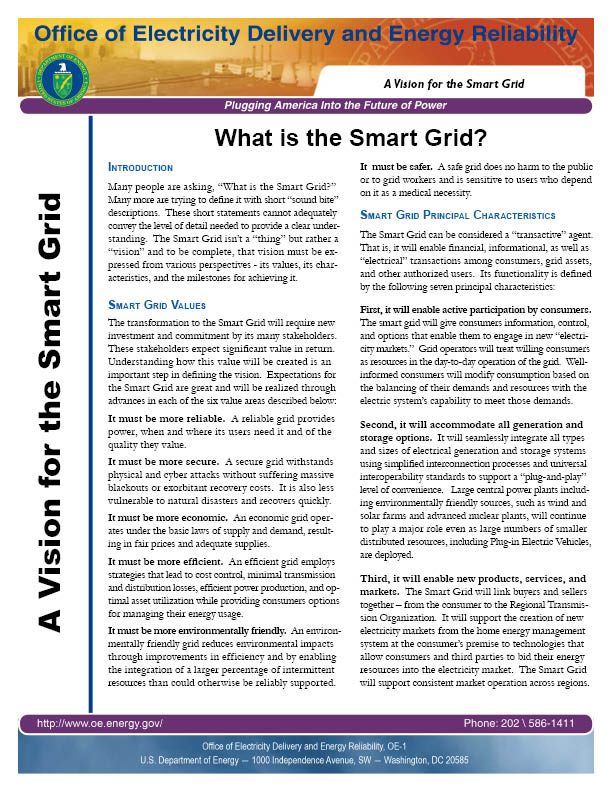 Office of Electricity Delivery and Energy Reliability
A Vision for the Smart Grid
Plugging America Into the Future of Power
A Vision for the Smart Grid
What is the Smart Grid?
INTRODUCTION
Many people are asking, “What is the Smart Grid?”
Many more are trying to define it with short “sound bite”
descriptions. These short statements cannot adequately
convey the level of detail needed to provide a clear under-
standing. The Smart Grid isn’t a “thing” but rather a
“vision” and to be complete, that vision must be ex-
pressed from various perspectives - its values, its char-
acteristics, and the milestones for achieving it.
SMART GRID VALUES
The transformation to the Smart Grid will require new
investment and commitment by its many stakeholders.
These stakeholders expect significant value in return.
Understanding how this value will be created is an
important step in defining the vision. Expectations for
the Smart Grid are great and will be realized through
advances in each of the six value areas described below:
It must be more reliable. A reliable grid provides
power, when and where its users need it and of the
quality they value.
It must be more secure. A secure grid withstands
physical and cyber attacks without suffering massive
blackouts or exorbitant recovery costs. It is also less
vulnerable to natural disasters and recovers quickly.
It must be more economic. An economic grid oper-
ates under the basic laws of supply and demand, result-
ing in fair prices and adequate supplies.
It must be more efficient. An efficient grid employs
strategies that lead to cost control, minimal transmission
and distribution losses, efficient power production, and op-
timal asset utilization while providing consumers options
for managing their energy usage.
It must be more environmentally friendly. An environ-
mentally friendly grid reduces environmental impacts
through improvements in efficiency and by enabling
the integration of a larger percentage of intermittent
resources than could otherwise be reliably supported.
It must be safer. A safe grid does no harm to the public
or to grid workers and is sensitive to users who depend
on it as a medical necessity.
SMART GRID PRINCIPAL CHARACTERISTICS
The Smart Grid can be considered a “transactive” agent.
That is, it will enable financial, informational, as well as
“electrical” transactions among consumers, grid assets,
and other authorized users. Its functionality is defined
by the following seven principal characteristics:
First, it will enable active participation by consumers.
The smart grid will give consumers information, control,
and options that enable them to engage in new “electri-
city markets.” Grid operators will treat willing consumers
as resources in the day-to-day operation of the grid. Well-
informed consumers will modify consumption based on
the balancing of their demands and resources with the
electric system’s capability to meet those demands.
Second, it will accommodate all generation and
storage options. It will seamlessly integrate all types
and sizes of electrical generation and storage systems
using simplified interconnection processes and universal
interoperability standards to support a “plug-and-play”
level of convenience. Large central power plants includ-
ing environmentally friendly sources, such as wind and
solar farms and advanced nuclear plants, will continue
to play a major role even as large numbers of smaller
distributed resources, including Plug-in Electric Vehicles,
are deployed.
Third, it will enable new products, services, and
markets. The Smart Grid will link buyers and sellers
together – from the consumer to the Regional Transmis-
sion Organization. It will support the creation of new
electricity markets from the home energy management
system at the consumer’s premise to technologies that
allow consumers and third parties to bid their energy
resources into the electricity market. The Smart Grid
will support consistent market operation across regions.
http://www.oe.energy.gov/
Phone: 202 \ 586-1411
Office of Electricity Delivery and Energy Reliability, OE-1
U.S. Department of Energy — 1000 Independence Avenue, SW — Washington, DC 20585